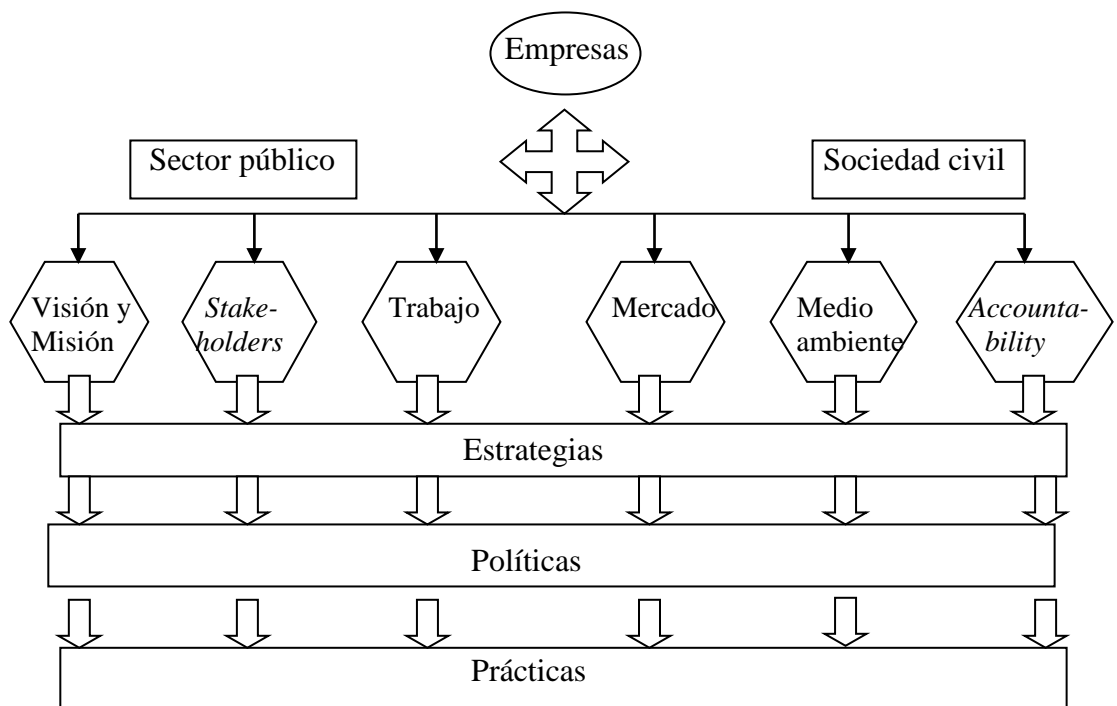 Empresas
Sector público
Sociedad civil
Visión y
Misión
Stake-
holders
Trabajo
Mercado
Medio
ambiente
Accounta-
bility
Estrategias
Políticas
Prácticas